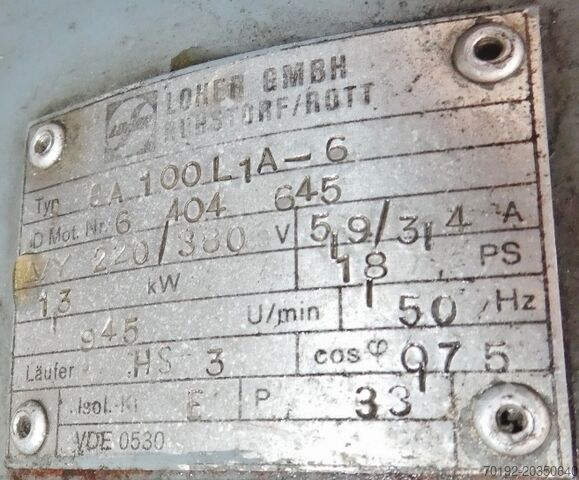 LOHER GMBH
RUHSTORF/ROTT
Typ CA 100L1A-6
D Mot. Nr. 6 404 645
Δ/Y 220/380 V 5,9/3,4 A
1,3 kW 1,8 PS
945 U/min 50 Hz
Läufer HS 3 cos φ 0,75
Isol.-Kl E P 33
VDE 0530
70192-20350640